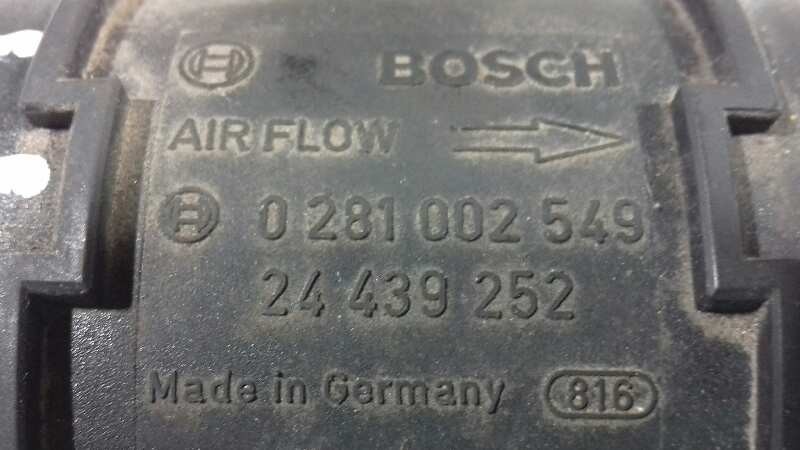 BOSCH
AIR FLOW
0 281 002 549
24 439 252
Made in Germany 816